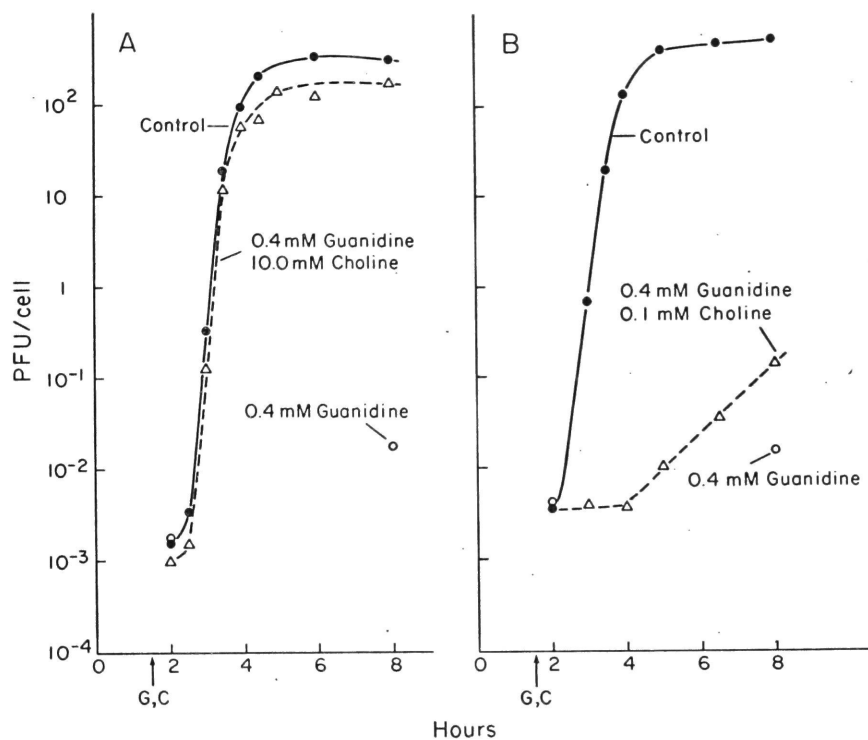 A
B
PFU/cell
10²
10
1
10⁻¹
10⁻²
10⁻³
10⁻⁴
Control
0.4 mM Guanidine
10.0 mM Choline
0.4 mM Guanidine
0 2 4 6 8
G,C
Control
0.4 mM Guanidine
0.1 mM Choline
0.4 mM Guanidine
0 2 4 6 8
G,C
Hours